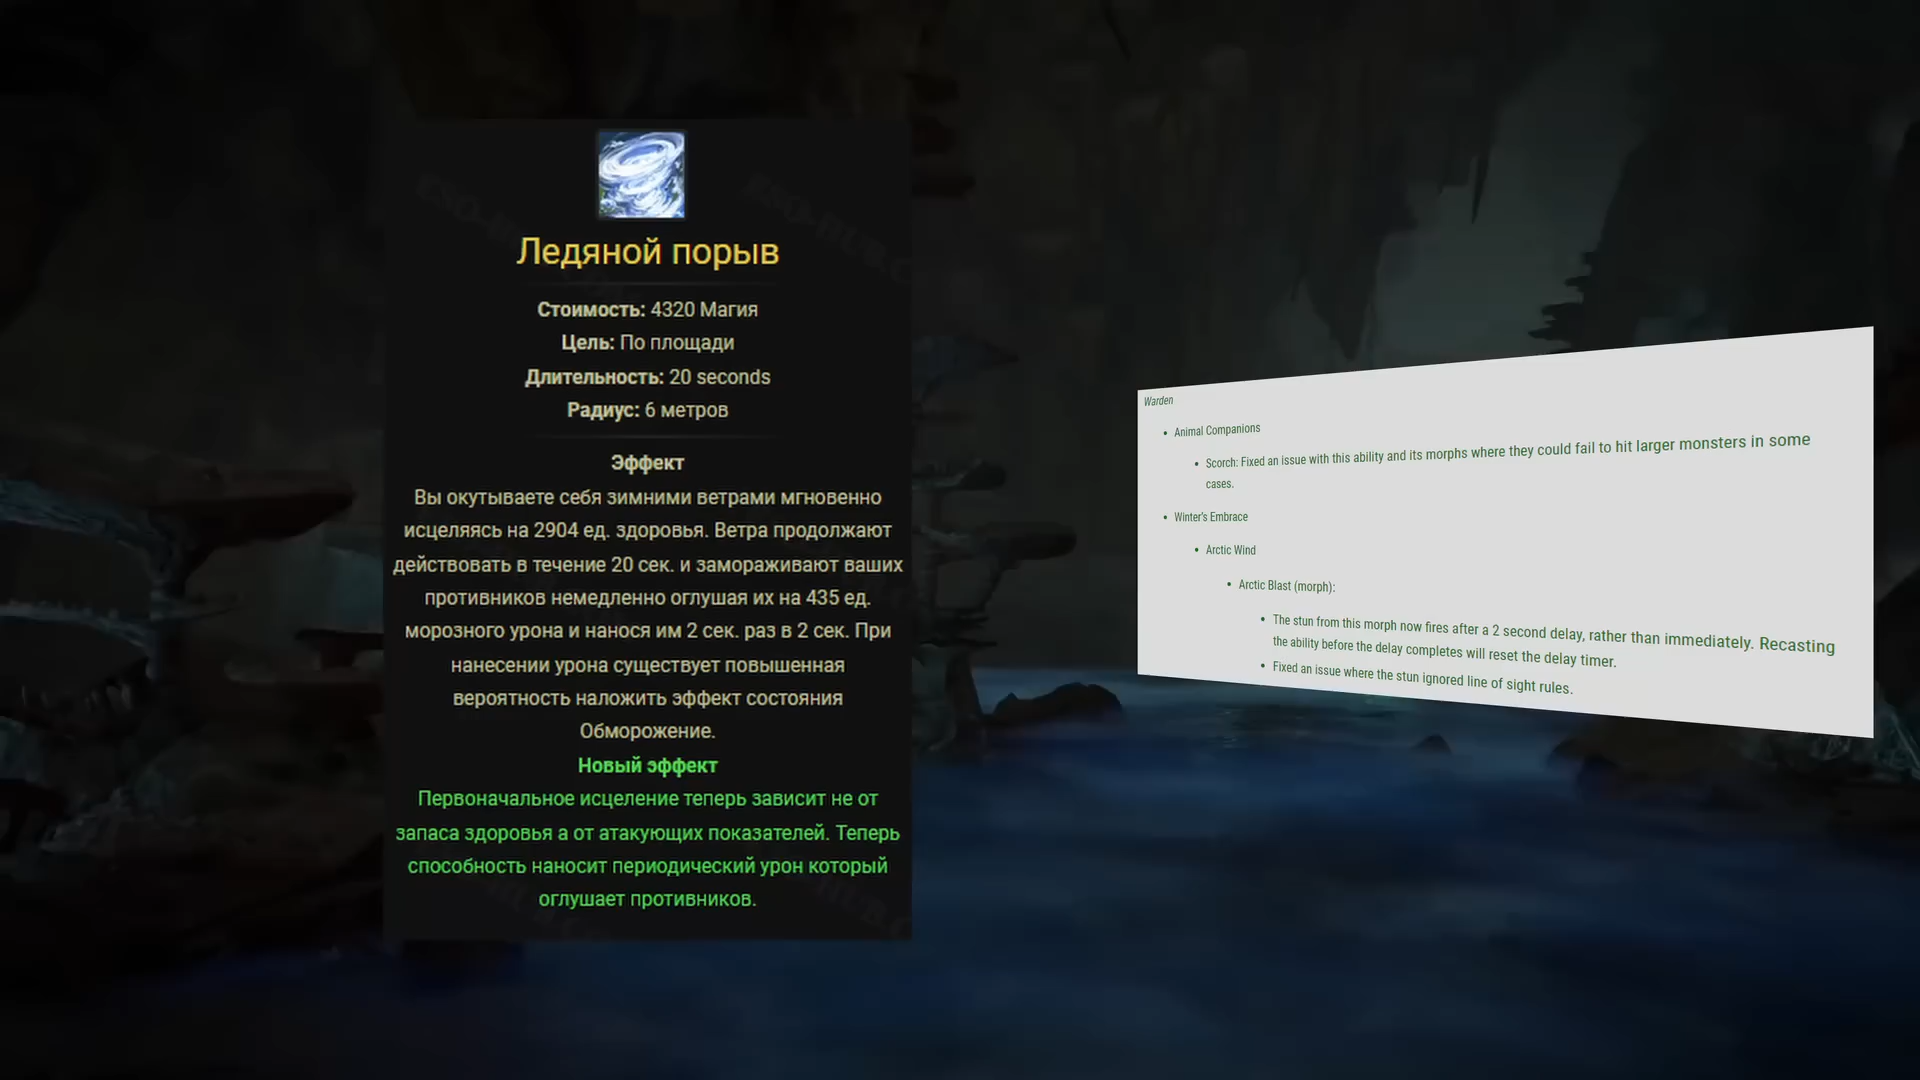 Ледяной порыв
Стоимость: 4320 Магия
Цель: По площади
Длительность: 20 seconds
Радиус: 6 метров
Эффект
Вы окутываете себя зимними ветрами мгновенно
исцеляясь на 2904 ед. здоровья. Ветра продолжают
действовать в течение 20 сек. и замораживают ваших
противников немедленно оглушая их на 435 ед.
морозного урона и нанося им 2 сек. раз в 2 сек. При
нанесении урона существует повышенная
вероятность наложить эффект состояния
Обморожение.
Новый эффект
Первоначальное исцеление теперь зависит не от
запаса здоровья а от атакующих показателей. Теперь
способность наносит периодический урон который
оглушает противников.
Warden
• Animal Companions
• Scorch: Fixed an issue with this ability and its morphs where they could fail to hit larger monsters in some
cases.
• Winter's Embrace
• Arctic Wind
• Arctic Blast (morph):
• The stun from this morph now fires after a 2 second delay, rather than immediately. Recasting
the ability before the delay completes will reset the delay timer.
• Fixed an issue where the stun ignored line of sight rules.